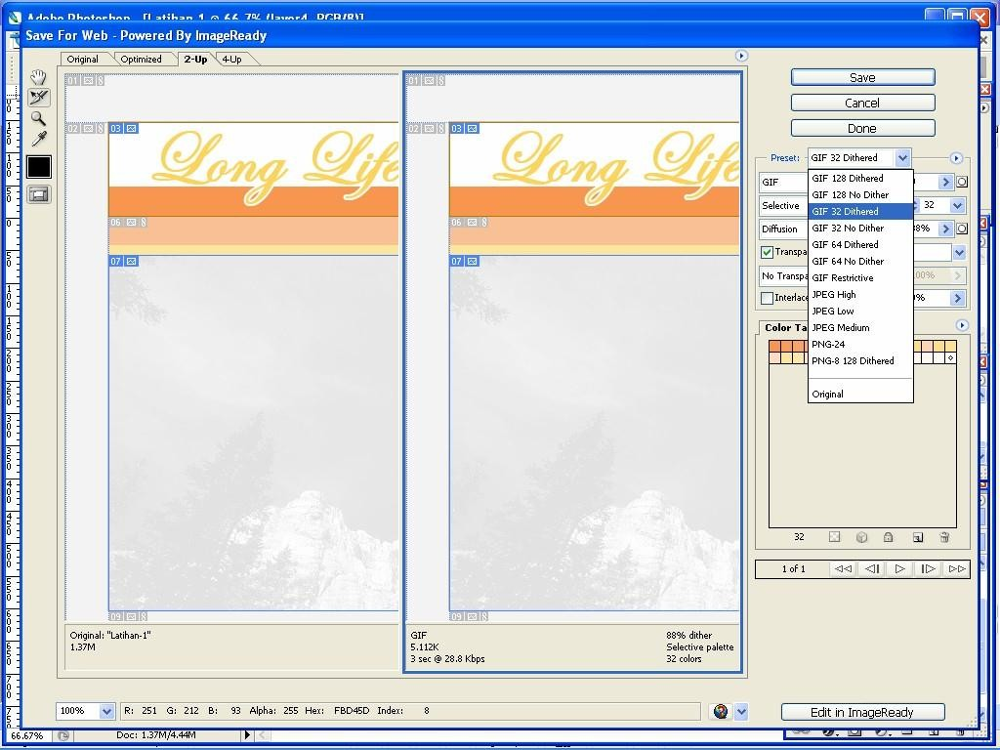 Adobe Photoshop - [Latihan-1 @ 66.7% (layer4, RGB/8)]
Save For Web - Powered By ImageReady
Original
Optimized
2-Up
4-Up
01
01
02
03
02
03
Long Life
Long Life
06
06
07
07
09
09
Original: "Latihan-1"
1.37M
GIF
5.112K
3 sec @ 28.8 Kbps
88% dither
Selective palette
32 colors
Save
Cancel
Done
Preset:
GIF 32 Dithered
GIF
Selective
32
Diffusion
Transpa
No Transpa
Interlace
GIF 128 Dithered
GIF 128 No Dither
GIF 32 Dithered
GIF 32 No Dither
GIF 64 Dithered
GIF 64 No Dither
GIF Restrictive
JPEG High
JPEG Low
JPEG Medium
PNG-24
PNG-8 128 Dithered
Original
Color Ta
32
1 of 1
100%
R: 251 G: 212 B: 93 Alpha: 255 Hex: FBD45D Index: 8
Edit in ImageReady
66.67%
Doc: 1.37M/4.44M